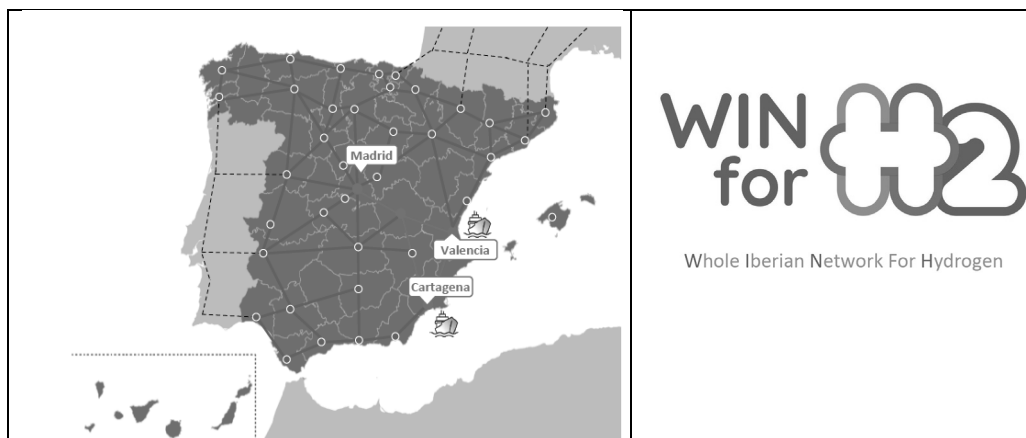 Madrid
Valencia
Cartagena
WIN
for
H2
Whole Iberian Network For Hydrogen